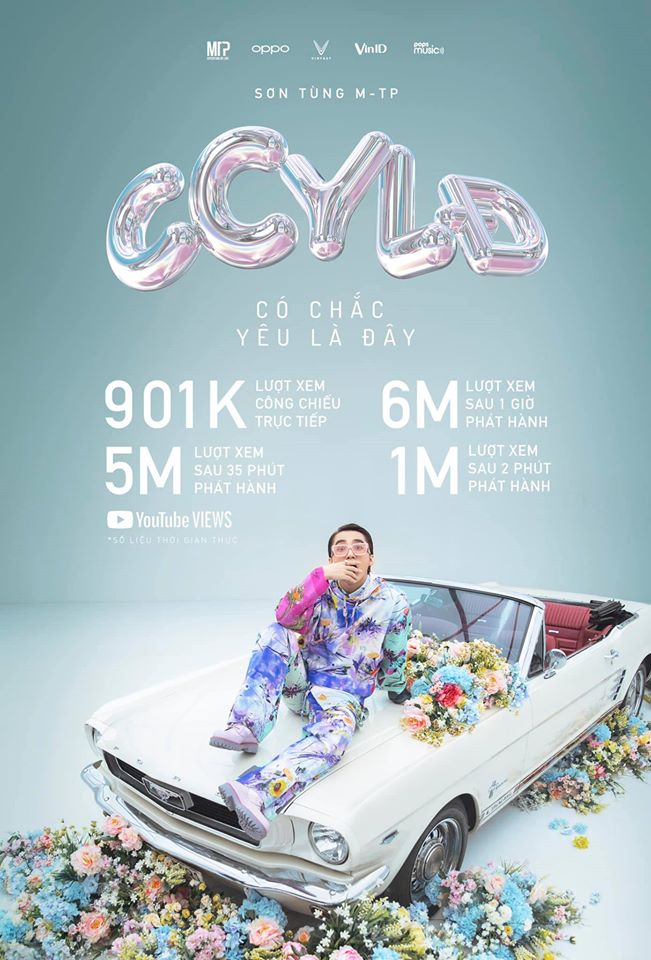 oppo
VINFAST
VinID
pops
music
SƠN TÙNG M-TP
CCYLĐ
CÓ CHẮC
YÊU LÀ ĐÂY
901K
LƯỢT XEM
CÔNG CHIẾU
TRỰC TIẾP
6M
LƯỢT XEM
SAU 1 GIỜ
PHÁT HÀNH
5M
LƯỢT XEM
SAU 35 PHÚT
PHÁT HÀNH
1M
LƯỢT XEM
SAU 2 PHÚT
PHÁT HÀNH
YouTube VIEWS
*SỐ LIỆU THỜI GIAN THỰC